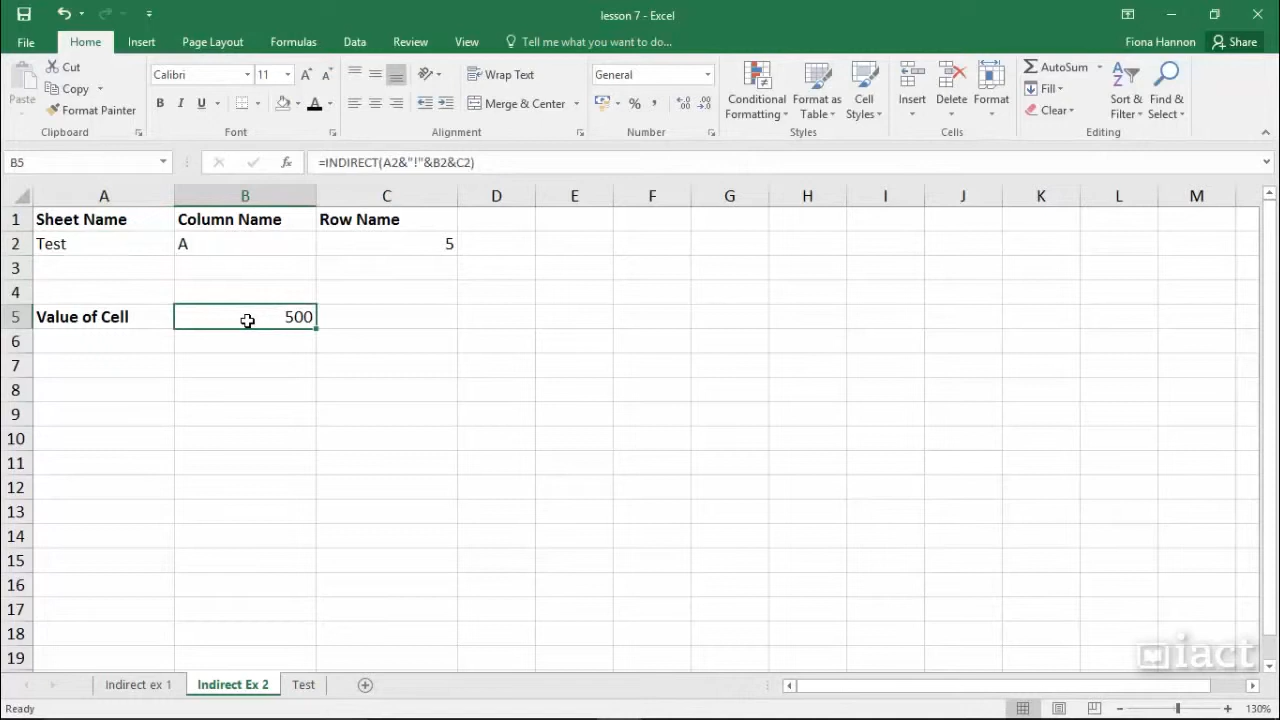 lesson 7 - Excel
File Home Insert Page Layout Formulas Data Review View Tell me what you want to do... Fiona Hannon Share
Paste Cut Copy Format Painter Clipboard
Calibri 11 A A B I U A Font
Wrap Text Merge & Center Alignment
General % , .0 .00 Number
Conditional Formatting Format as Table Cell Styles Styles
Insert Delete Format Cells
AutoSum Fill Clear Sort & Filter Find & Select Editing
B5 fx =INDIRECT(A2&"!"&B2&C2)
A B C D E F G H I J K L M
1 Sheet Name Column Name Row Name
2 Test A 5
3
4
5 Value of Cell 500
6
7
8
9
10
11
12
13
14
15
16
17
18
19
iact
Indirect ex 1 Indirect Ex 2 Test
Ready 130%